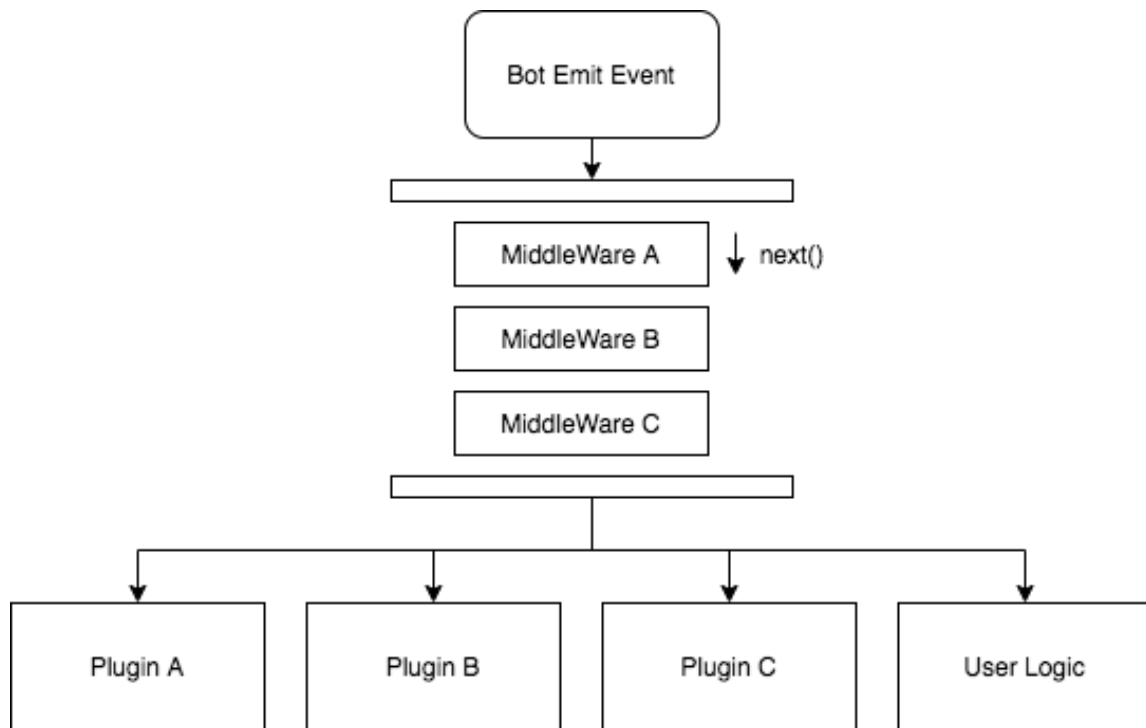 Bot Emit Event
MiddleWare A
next()
MiddleWare B
MiddleWare C
Plugin A
Plugin B
Plugin C
User Logic